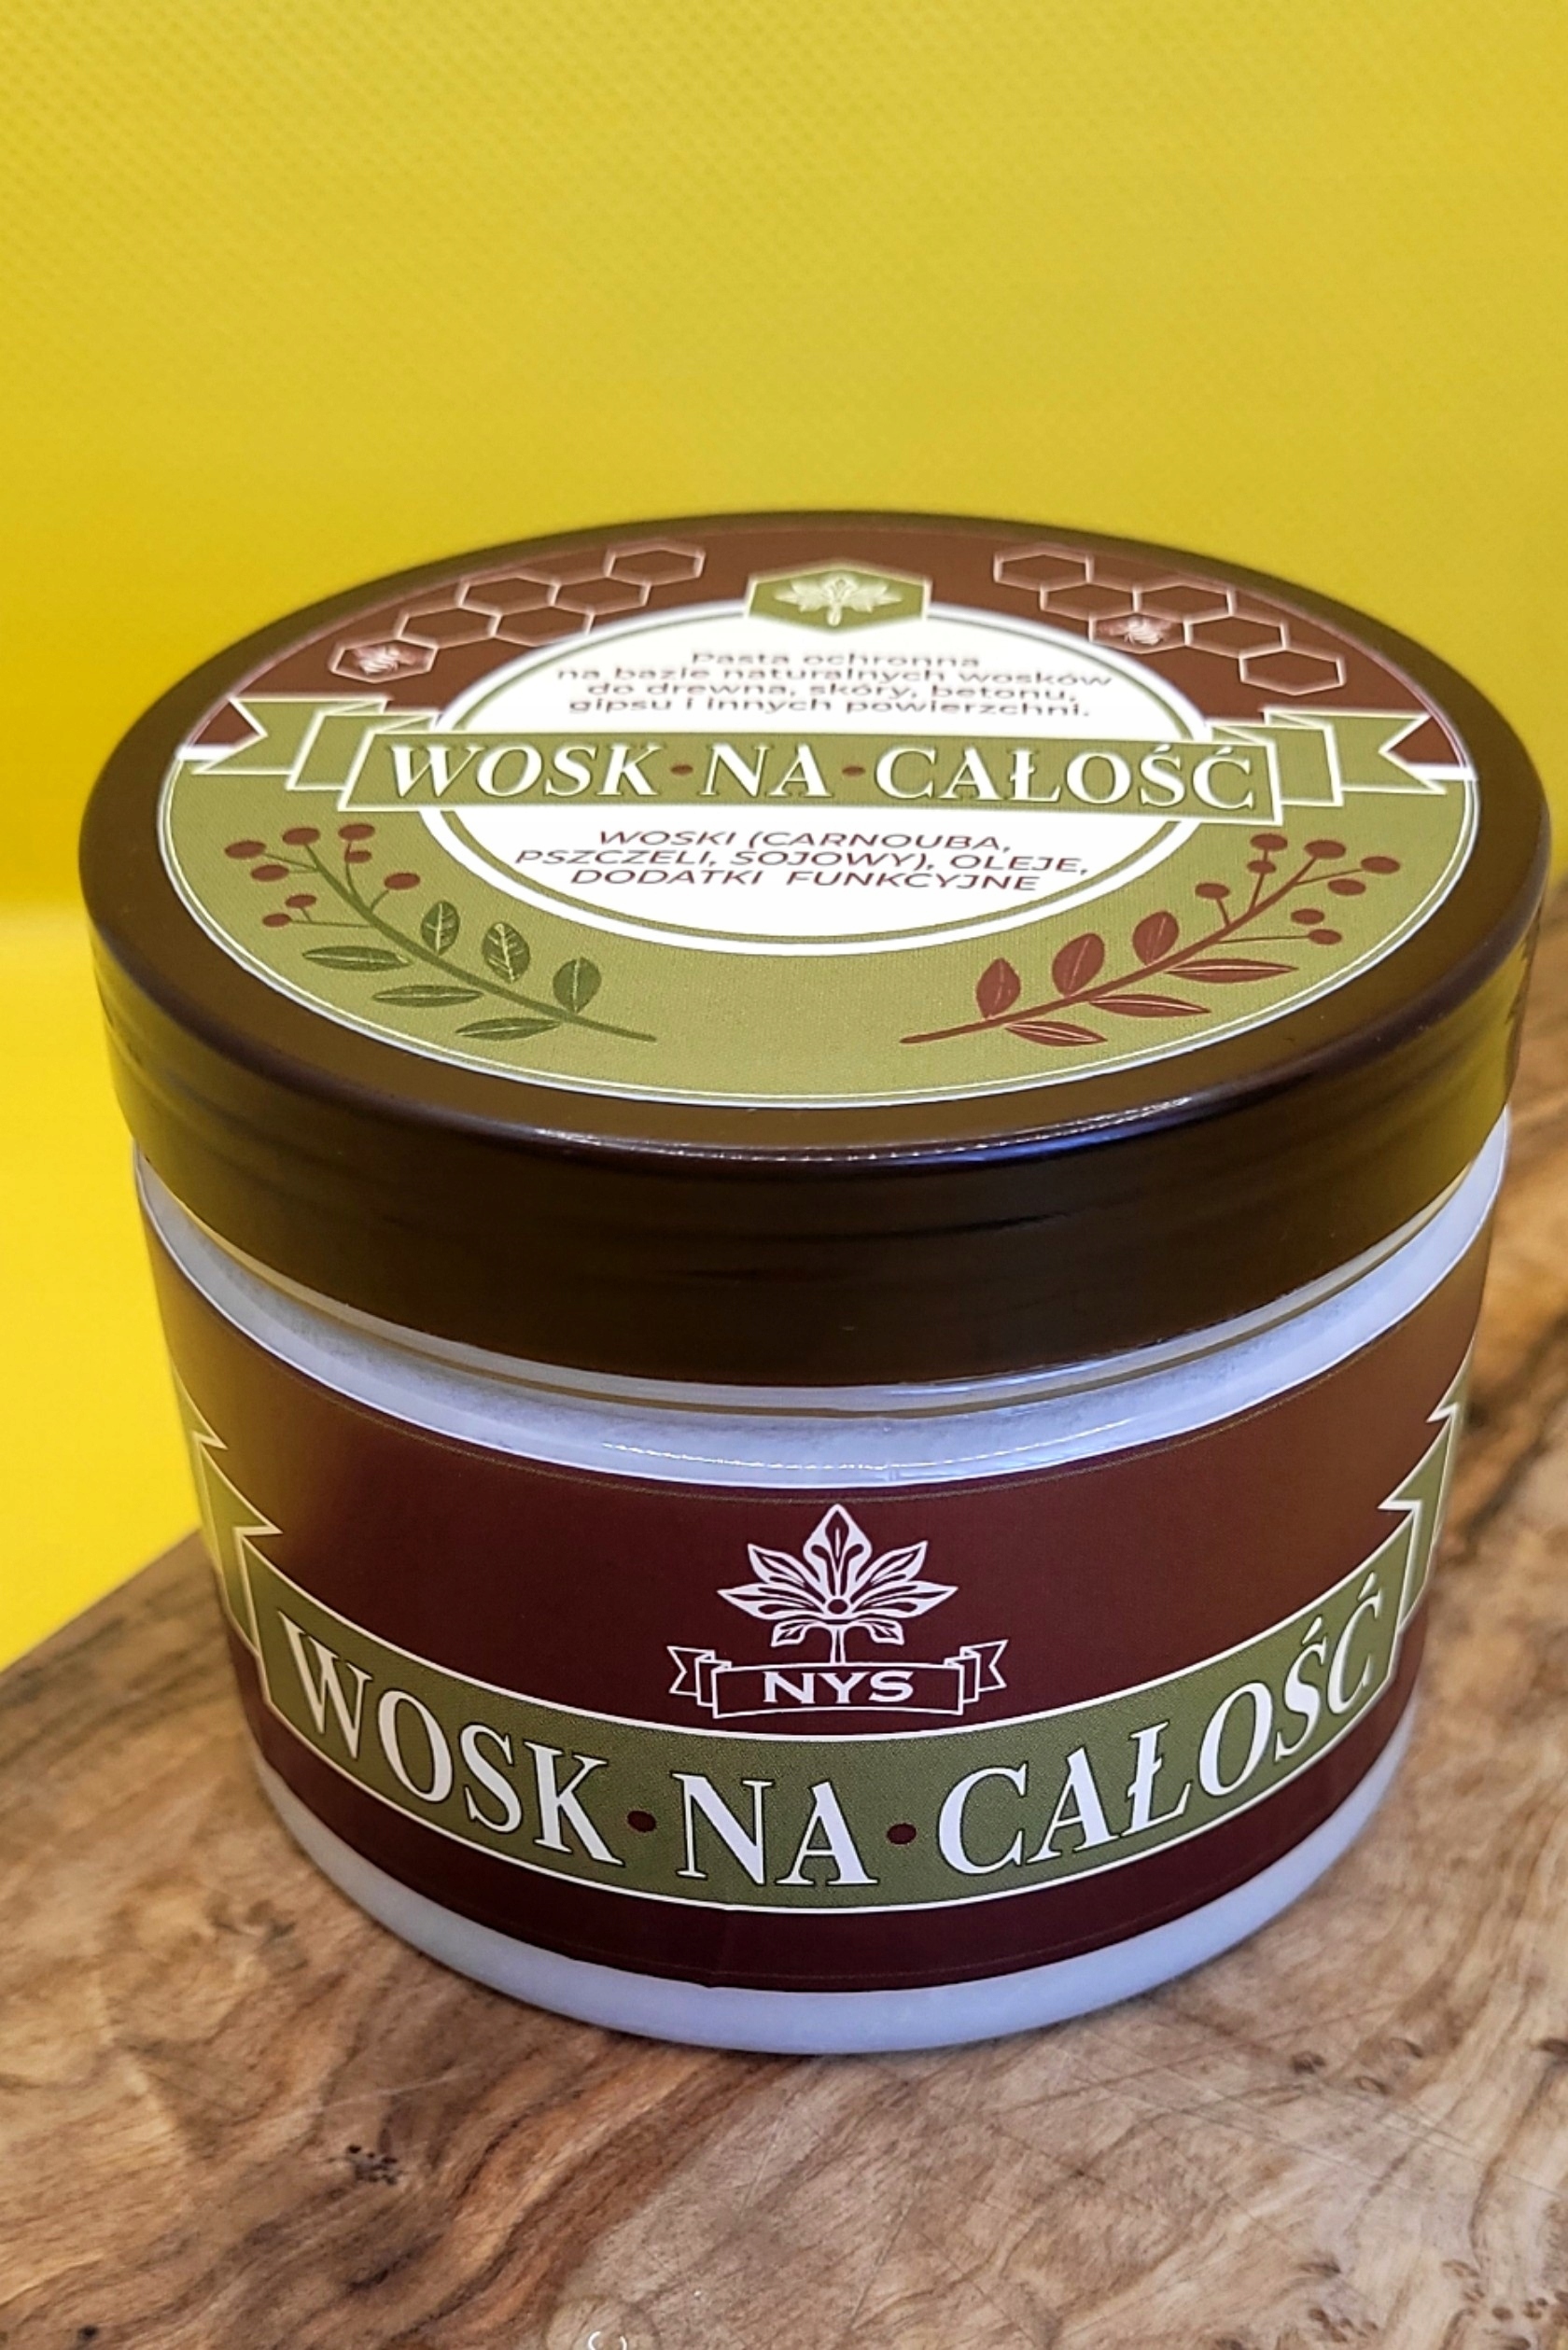 Pasta ochronna
na bazie naturalnych wosków
do drewna, skóry, betonu,
gipsu i innych powierzchni.
WOSK • NA • CAŁOŚĆ
WOSKI (CARNOUBA,
PSZCZELI, SOJOWY), OLEJE,
DODATKI FUNKCYJNE
NYS
WOSK • NA • CAŁOŚĆ